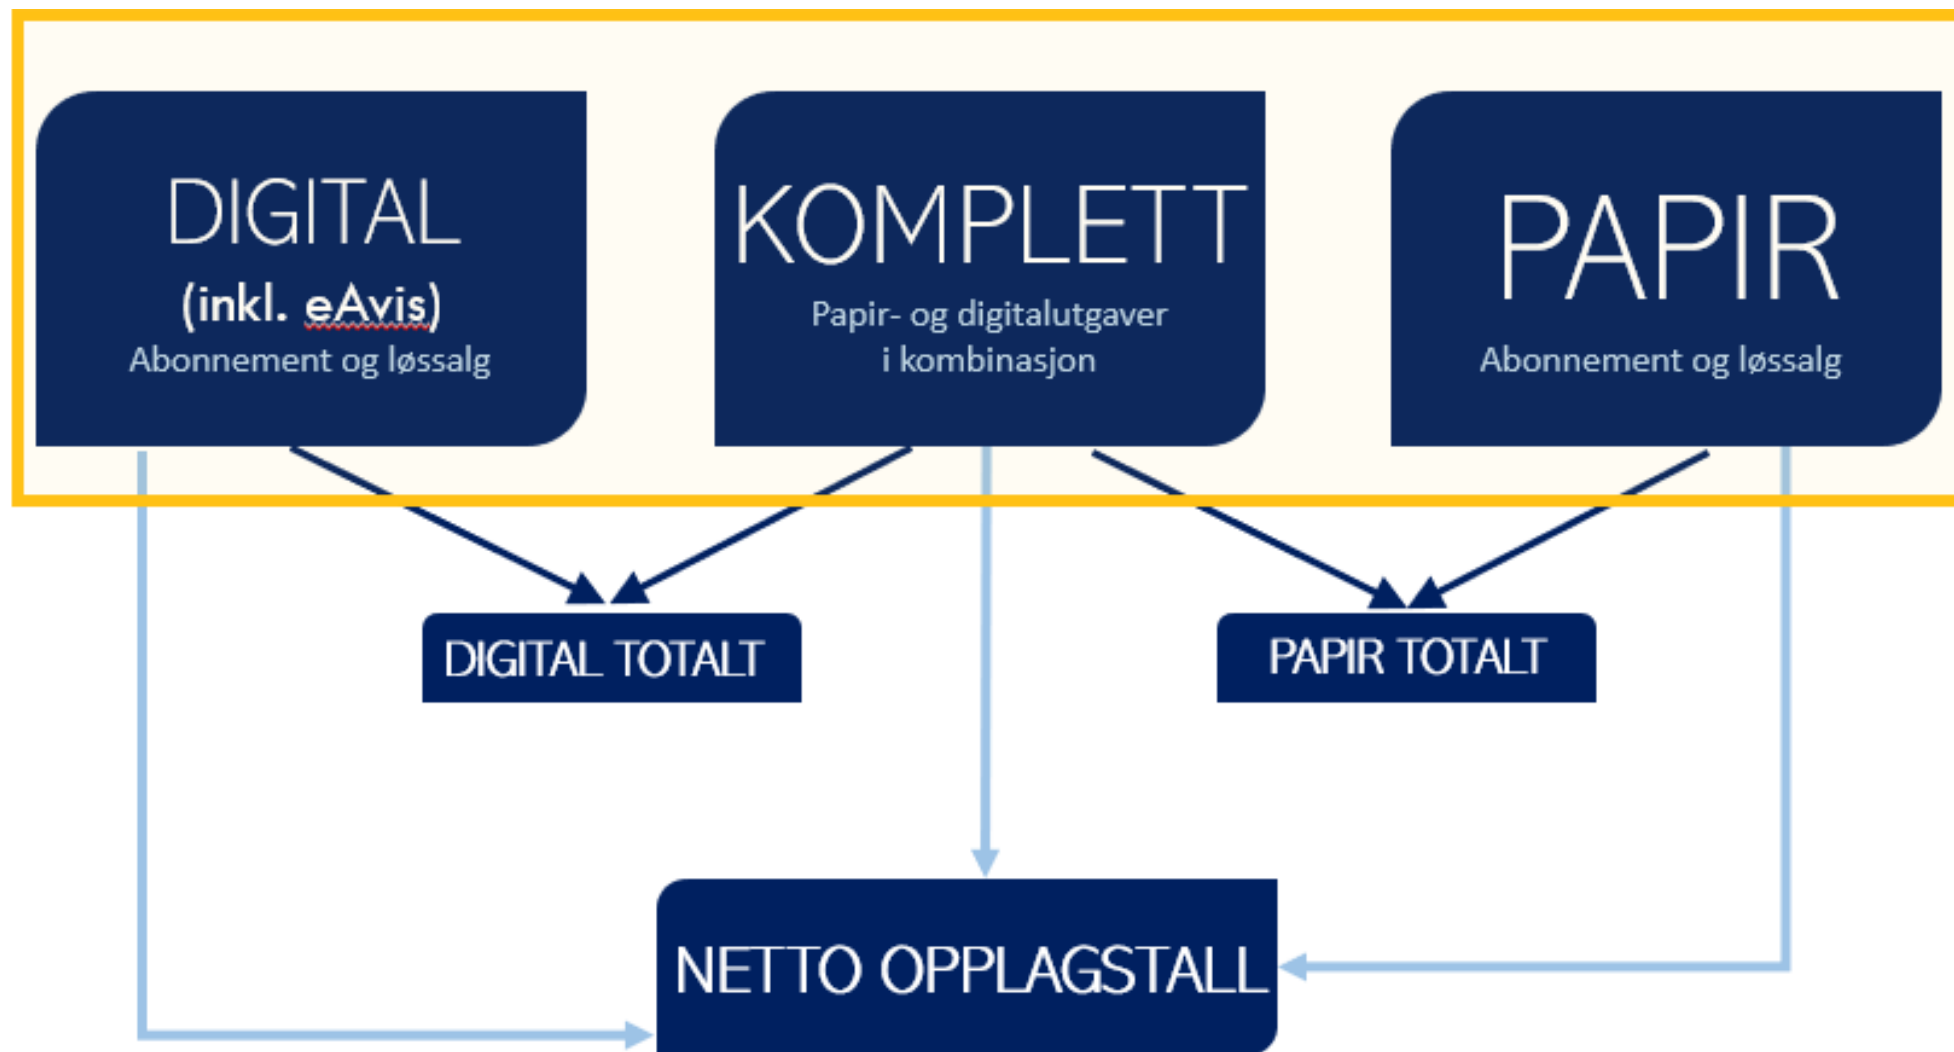 DIGITAL
(inkl. eAvis)
Abonnement og løssalg
KOMPLETT
Papir- og digitalutgaver
i kombinasjon
PAPIR
Abonnement og løssalg
DIGITAL TOTALT
PAPIR TOTALT
NETTO OPPLAGSTALL